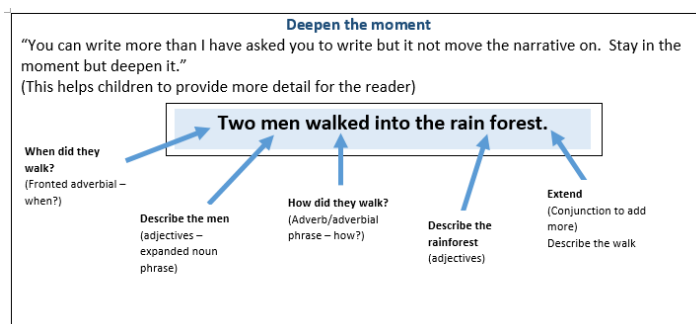 Deepen the moment
“You can write more than I have asked you to write but it not move the narrative on.  Stay in the
moment but deepen it.”
(This helps children to provide more detail for the reader)
Two men walked into the rain forest.
When did they
walk?
(Fronted adverbial –
when?)
Describe the men
(adjectives –
expanded noun
phrase)
How did they walk?
(Adverb/adverbial
phrase – how?)
Describe the
rainforest
(adjectives)
Extend
(Conjunction to add
more)
Describe the walk